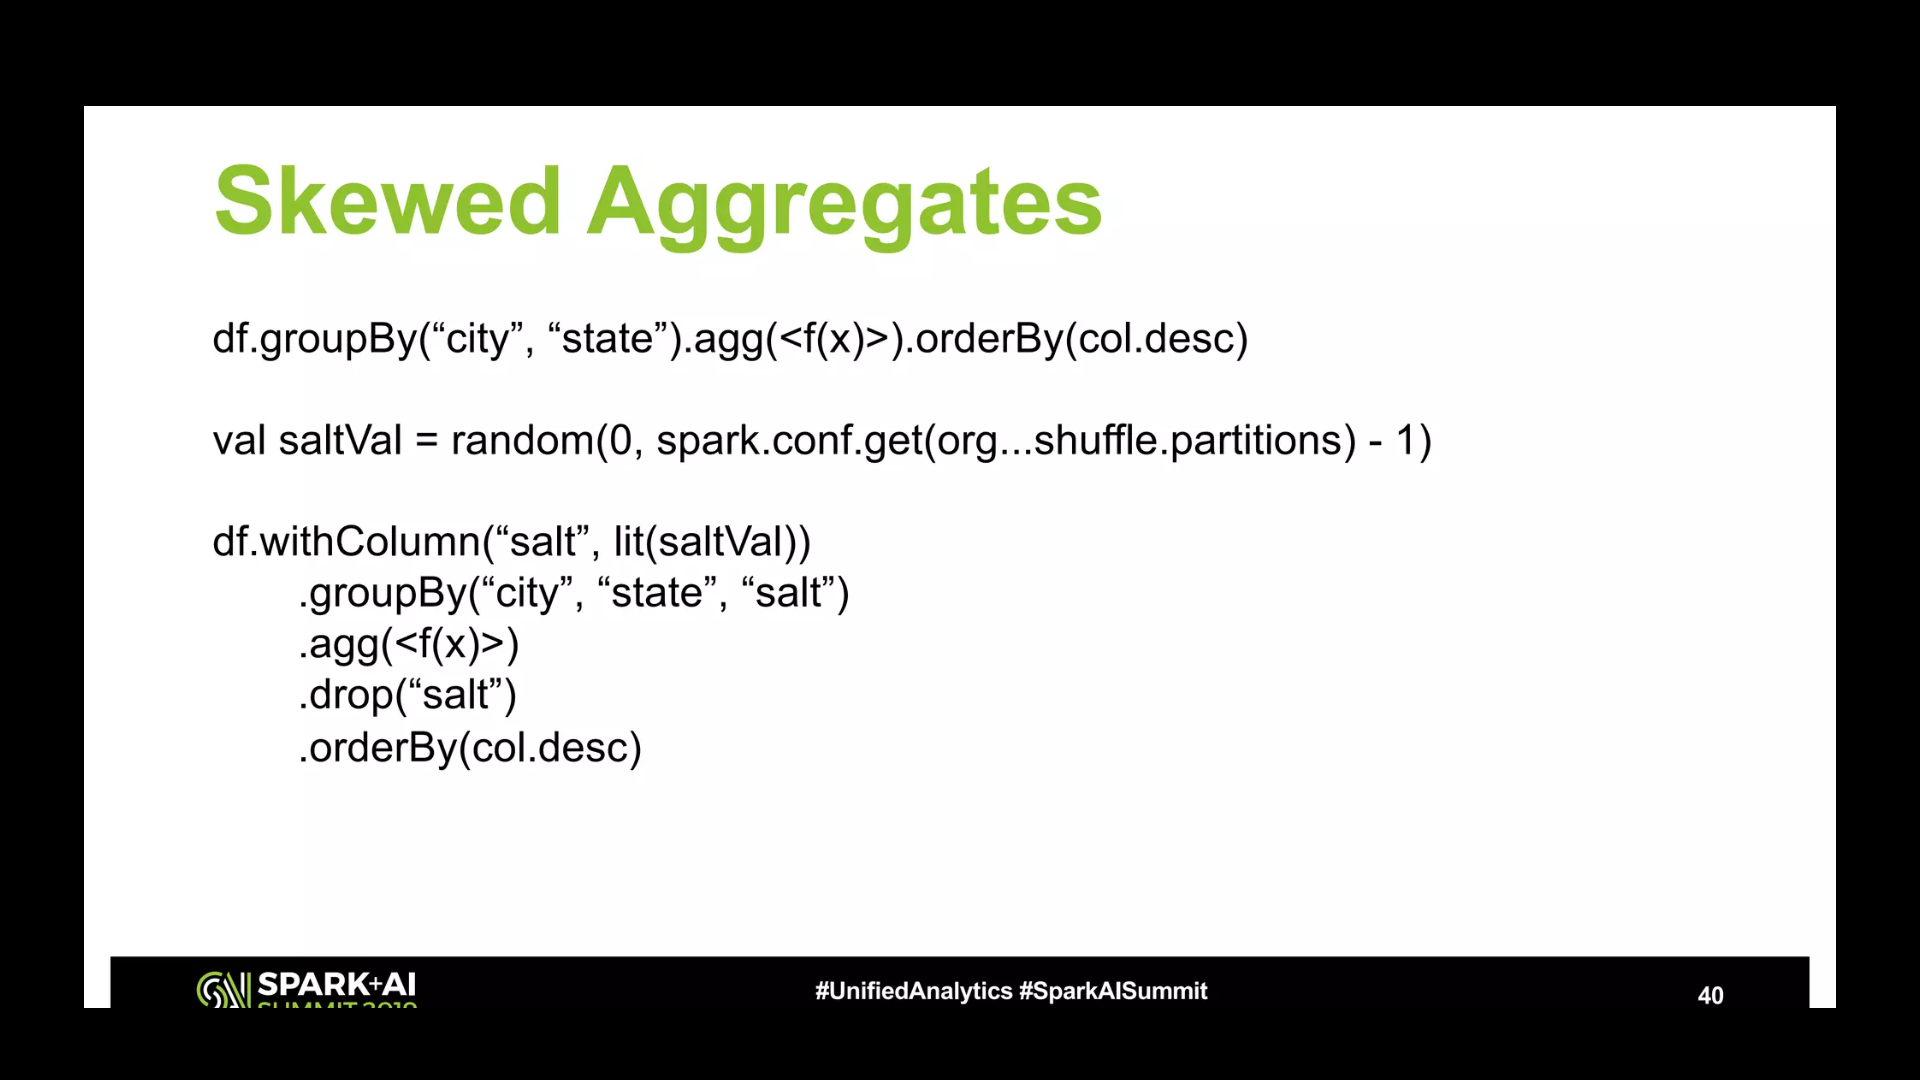 Skewed Aggregates
df.groupBy(“city”, “state”).agg(<f(x)>).orderBy(col.desc)
val saltVal = random(0, spark.conf.get(org...shuffle.partitions) - 1)
df.withColumn(“salt”, lit(saltVal))
.groupBy(“city”, “state”, “salt”)
.agg(<f(x)>)
.drop(“salt”)
.orderBy(col.desc)
SPARK+AI
SUMMIT 2019
#UnifiedAnalytics #SparkAISummit
40